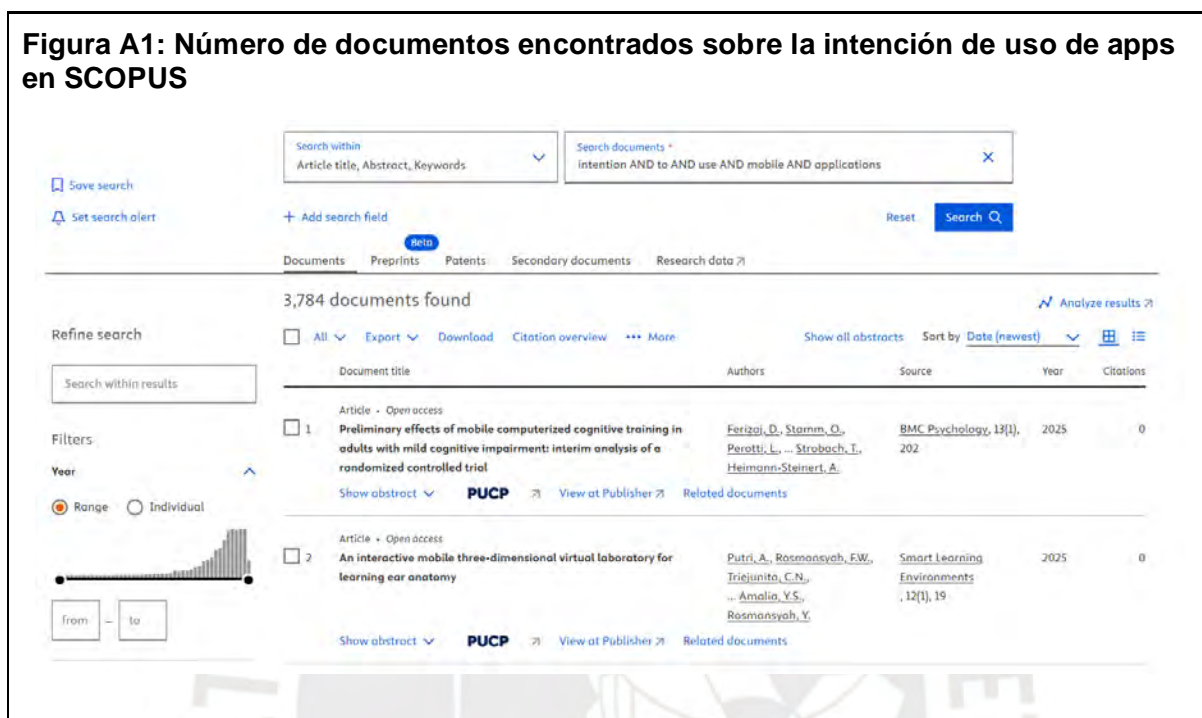 Figura A1: Número de documentos encontrados sobre la intención de uso de apps
en SCOPUS
Search within
Article title, Abstract, Keywords
Search documents *
intention AND to AND use AND mobile AND applications
Save search
Set search alert
+ Add search field
Reset
Search
Beta
Documents Preprints Patents Secondary documents Research data
3,784 documents found
Analyze results
Refine search
All Export Download Citation overview ••• More
Show all abstracts Sort by Date (newest)
Search within results
Document title Authors Source Year Citations
Filters
Year
Range Individual
From – to
Article • Open access
1 Preliminary effects of mobile computerized cognitive training in
adults with mild cognitive impairment: interim analysis of a
randomized controlled trial
Ferizaj, D., Stamm, O.,
Perotti, L., ... Strobach, T.,
Heimann-Steinert, A.
BMC Psychology, 13(1),
202
2025
0
Show abstract PUCP View at Publisher Related documents
Article • Open access
2 An interactive mobile three-dimensional virtual laboratory for
learning ear anatomy
Putri, A., Rosmansyah, F.W.,
Triejunita, C.N.,
... Amalia, Y.S.,
Rosmansyah, Y.
Smart Learning
Environments
, 12(1), 19
2025
0
Show abstract PUCP View at Publisher Related documents